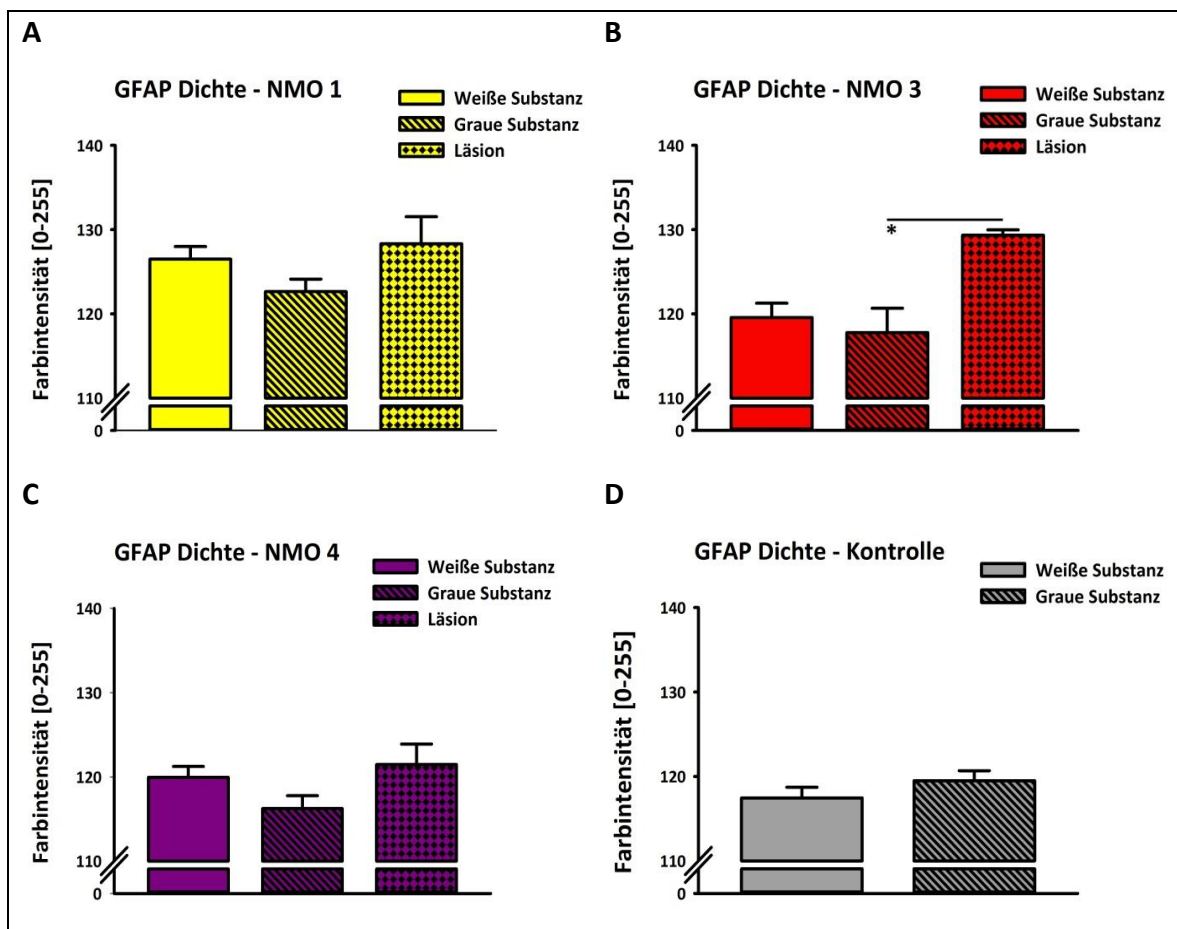 A
GFAP Dichte - NMO 1
Weiße Substanz
Graue Substanz
Läsion
Farbintensität [0-255]
140
130
120
110
0
B
GFAP Dichte - NMO 3
Weiße Substanz
Graue Substanz
Läsion
Farbintensität [0-255]
140
130
120
110
0
*
C
GFAP Dichte - NMO 4
Weiße Substanz
Graue Substanz
Läsion
Farbintensität [0-255]
140
130
120
110
0
D
GFAP Dichte - Kontrolle
Weiße Substanz
Graue Substanz
Farbintensität [0-255]
140
130
120
110
0